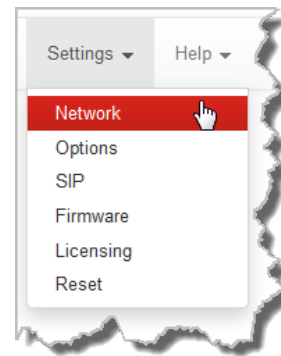 Settings Help
Network
Options
SIP
Firmware
Licensing
Reset